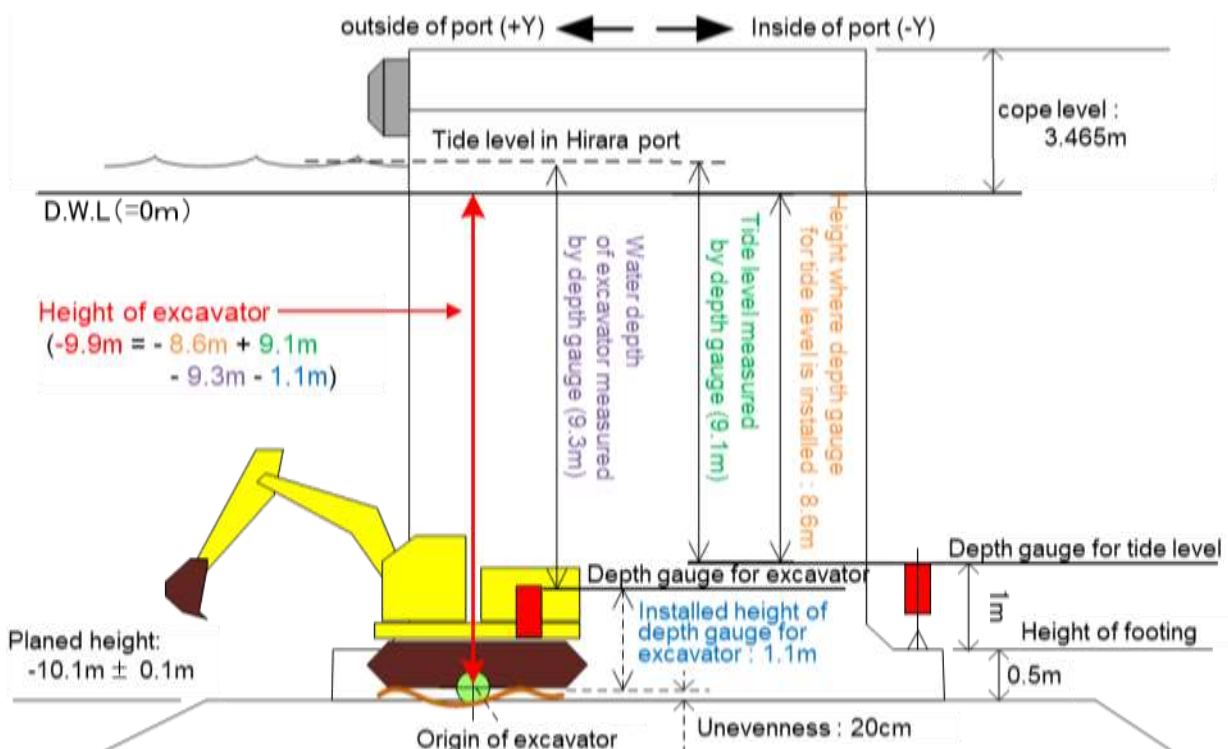 outside of port (+Y)
Inside of port (-Y)
cope level :
3.465m
Tide level in Hirara port
D.W.L (=0m)
Height of excavator
(-9.9m = - 8.6m + 9.1m
- 9.3m - 1.1m)
Water depth
of excavator measured
by depth gauge (9.3m)
Tide level measured
by depth gauge (9.1m)
Height where depth gauge
for tide level is installed : 8.6m
Depth gauge for tide level
Depth gauge for excavator
Installed height of
depth gauge for
excavator : 1.1m
1m
Height of footing
0.5m
Planed height:
-10.1m ± 0.1m
Unevenness : 20cm
Origin of excavator